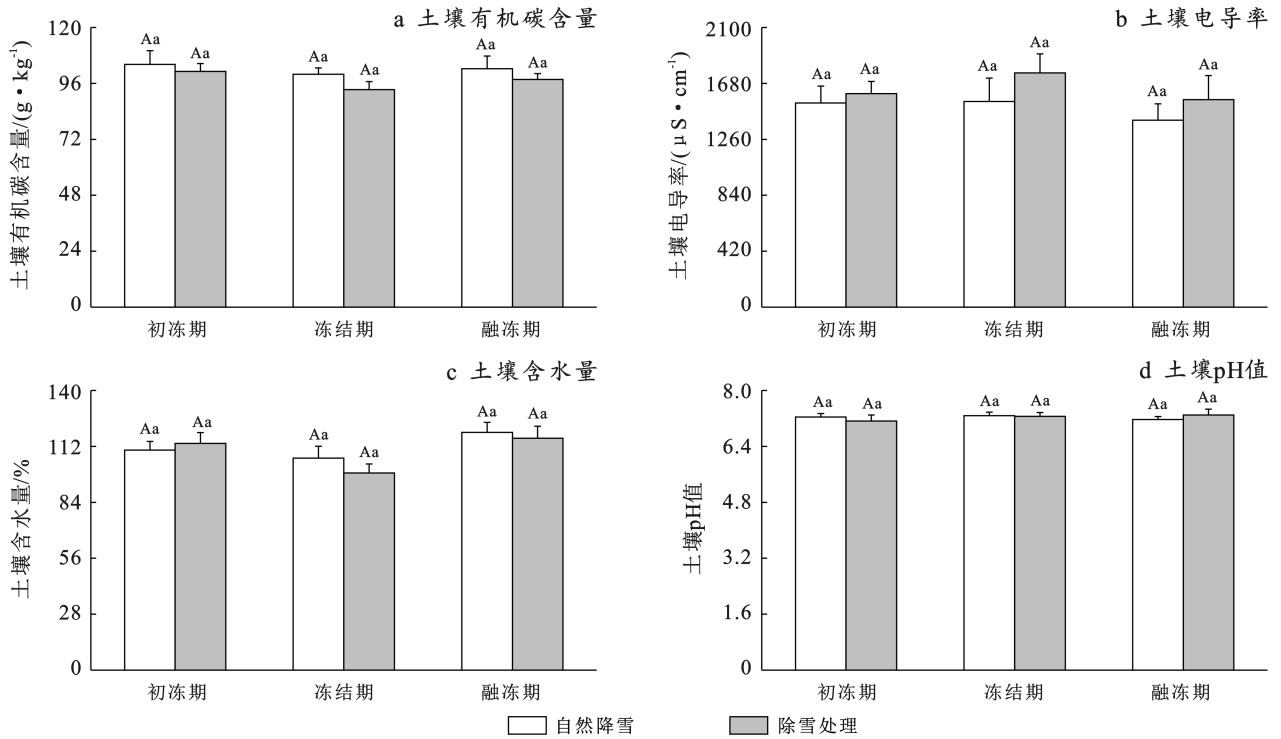 a 土壤有机碳含量
土壤有机碳含量/(g·kg⁻¹)
120
96
72
48
24
0
Aa Aa Aa Aa Aa Aa
初冻期 冻结期 融冻期
b 土壤电导率
土壤电导率/(μS·cm⁻¹)
2100
1680
1260
840
420
0
Aa Aa Aa Aa Aa Aa
初冻期 冻结期 融冻期
c 土壤含水量
土壤含水量/%
140
112
84
56
28
0
Aa Aa Aa Aa Aa Aa
初冻期 冻结期 融冻期
d 土壤pH值
土壤pH值
8.0
6.4
4.8
3.2
1.6
0
Aa Aa Aa Aa Aa Aa
初冻期 冻结期 融冻期
自然降雪 除雪处理